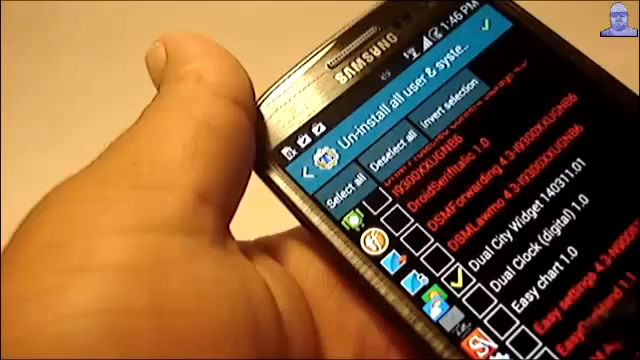 SAMSUNG
1:46 PM
Un-install all user & syste..
Select all
Deselect all
invert selection
I9300XXUGNB6
DroidSerifItalic 1.0
DSMForwarding 4.3-I9300XXUGNB6
DSMLawmo 4.3-I9300XXUGNB6
Dual City Widget 140311.01
Dual Clock (digital) 1.0
Easy chart 1.0
Easy settings 4.3-